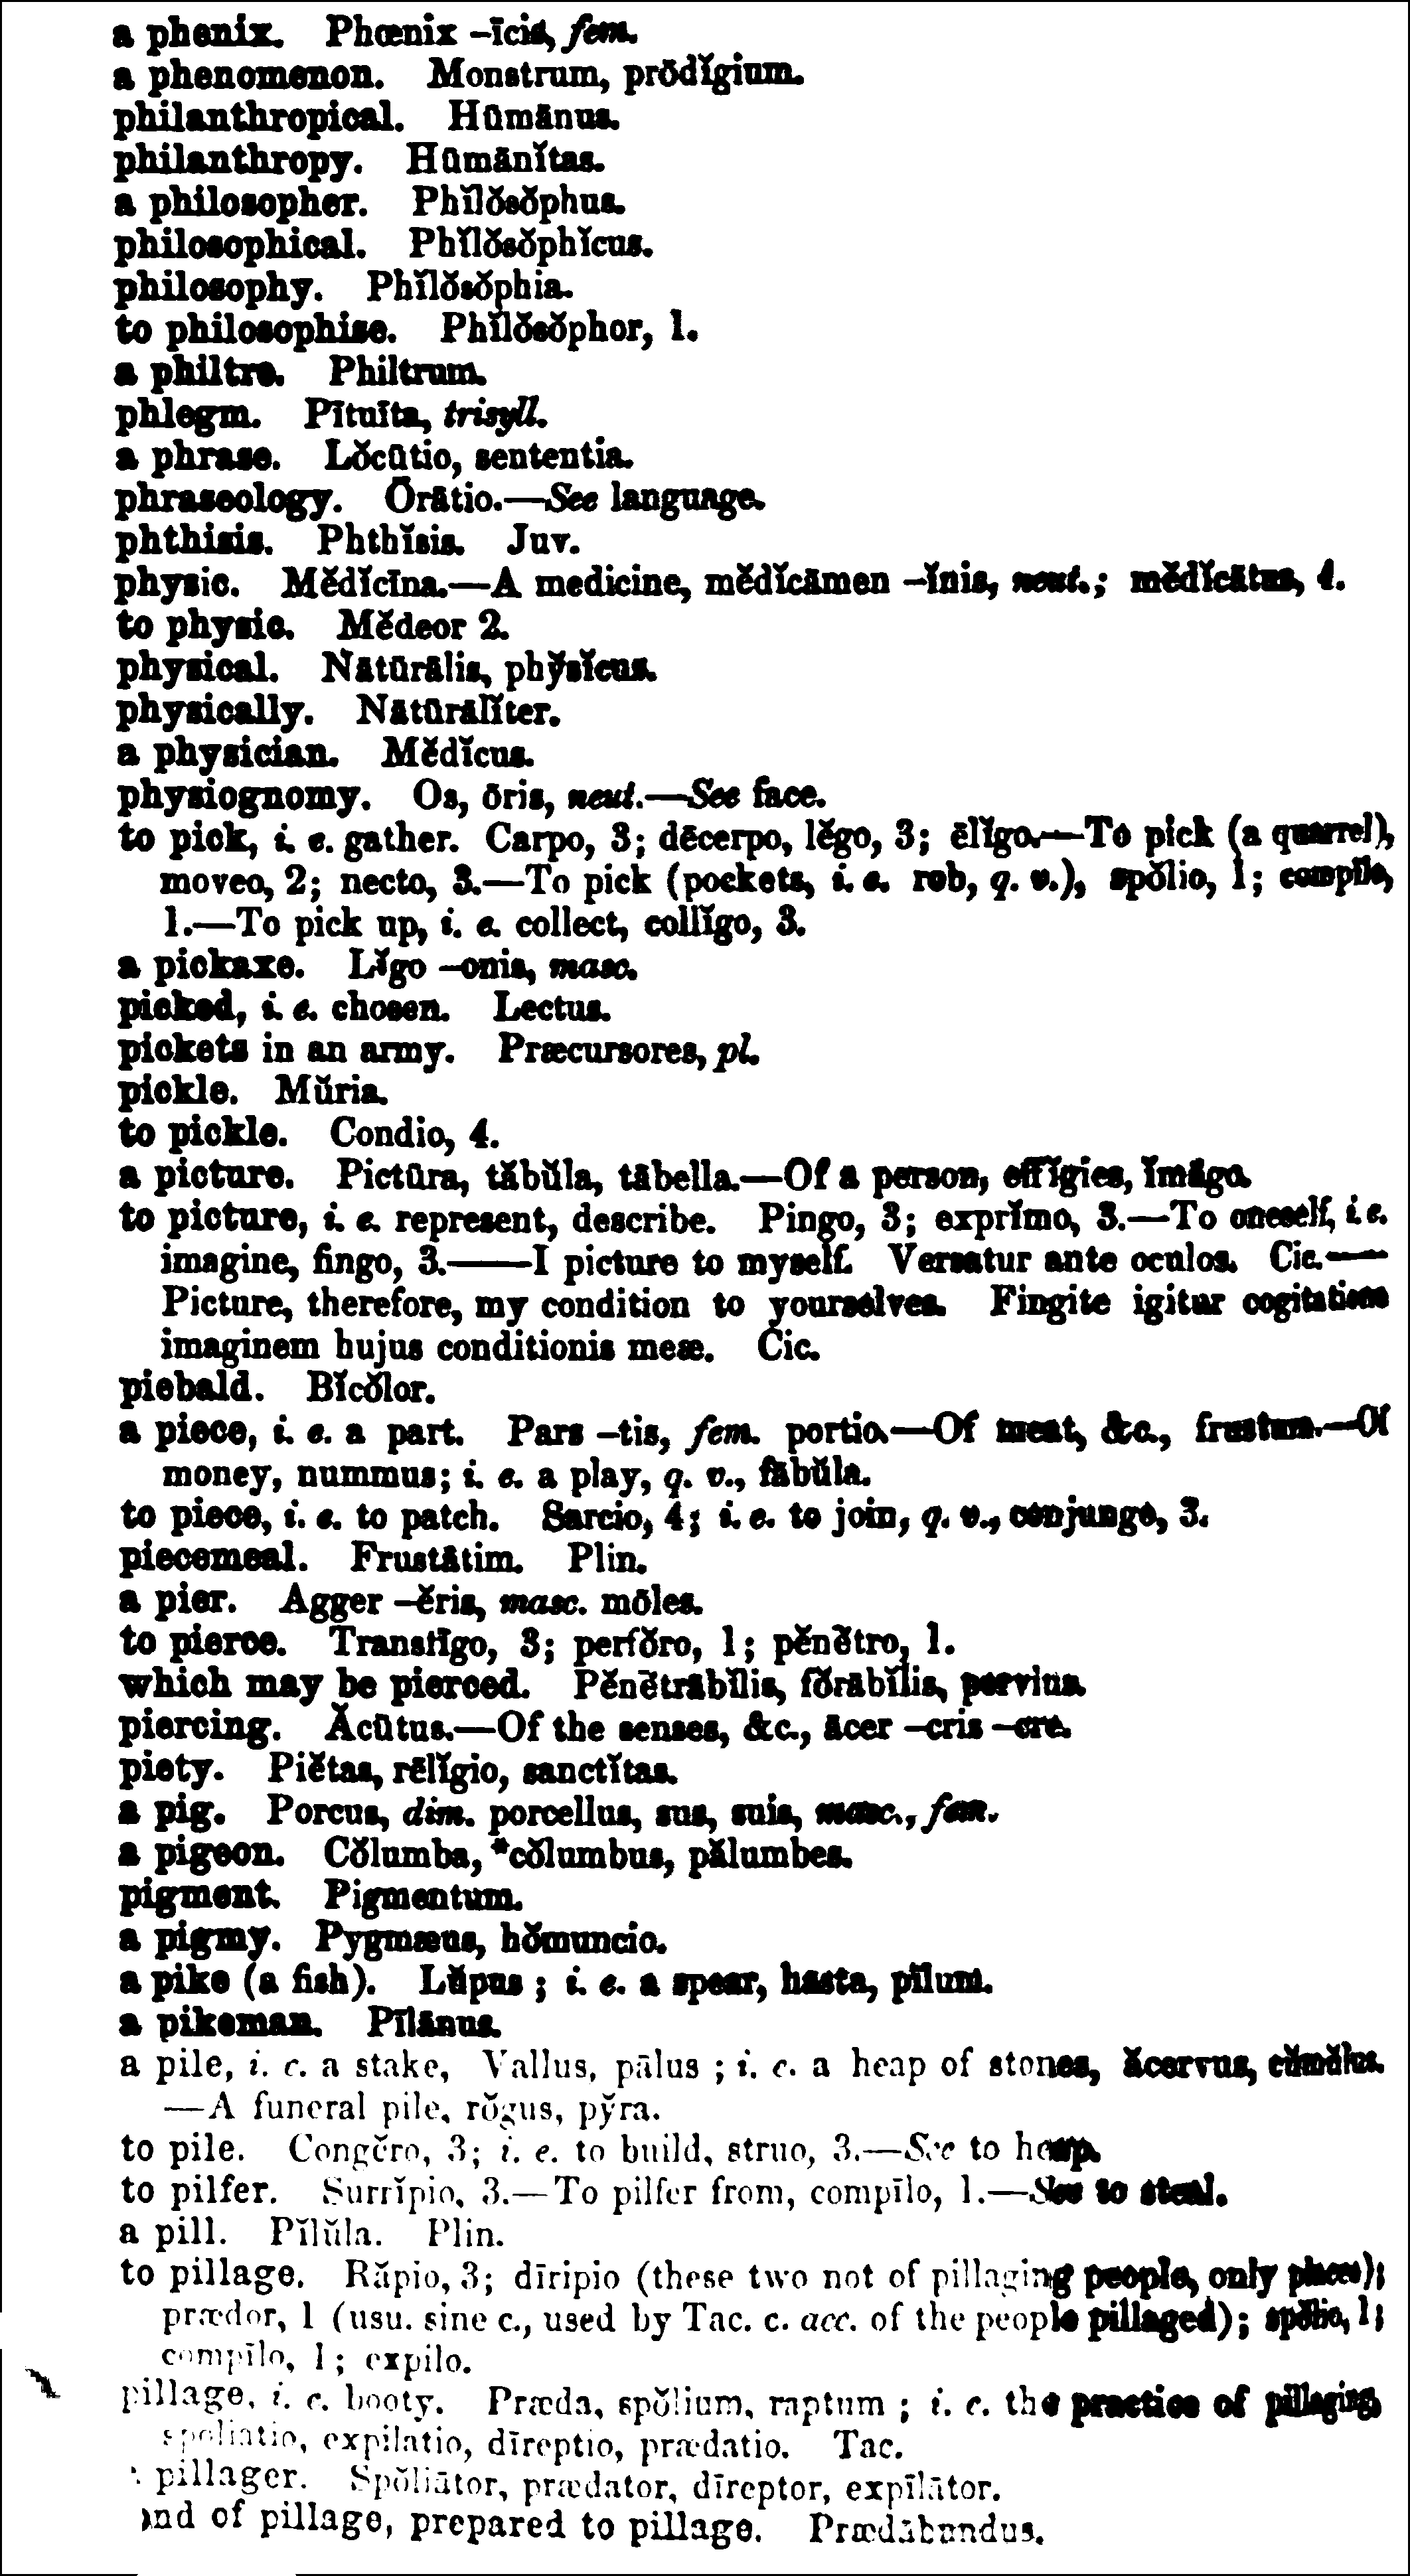 a phenix. Phœnix –īcis, fem.
a phenomenon. Monstrum, prōdĭgium.
philanthropical. Hūmānus.
philanthropy. Hūmānĭtas.
a philosopher. Phĭlŏsŏphus.
philosophical. Phĭlŏsŏphĭcus.
philosophy. Phĭlŏsŏphia.
to philosophise. Phĭlŏsŏphor, 1.
a philtre. Philtrum.
phlegm. Pītuīta, trisyll.
a phrase. Lŏcūtio, sententia.
phraseology. Ōrātio.—See language.
phthisis. Phthĭsis. Juv.
physic. Mĕdĭcīna.—A medicine, mĕdĭcāmen –ĭnis, neut.; mĕdĭcātus, 4.
to physic. Mĕdeor 2.
physical. Nātūrālis, phy̆sĭcus.
physically. Nātūrālĭter.
a physician. Mĕdĭcus.
physiognomy. Os, ōris, neut.—See face.
to pick, i. e. gather. Carpo, 3; dēcerpo, lĕgo, 3; ēlĭgo.—To pick (a quarrel),
moveo, 2; necto, 3.—To pick (pockets, i. e. rob, q. v.), spŏlio, 1; compīlo,
1.—To pick up, i. e. collect, collĭgo, 3.
a pickaxe. Lĭgo –onis, masc.
picked, i. e. chosen. Lectus.
pickets in an army. Præcursores, pl.
pickle. Mŭria.
to pickle. Condio, 4.
a picture. Pictūra, tăbŭla, tăbella.—Of a person, effĭgies, ĭmāgo.
to picture, i. e. represent, describe. Pingo, 3; exprĭmo, 3.—To oneself, i. e.
imagine, fingo, 3.——I picture to myself. Versatur ante oculos. Cic.——
Picture, therefore, my condition to yourselves. Fingite igitur cogitatione
imaginem hujus conditionis meæ. Cic.
piebald. Bĭcŏlor.
a piece, i. e. a part. Pars –tis, fem. portio.—Of meat, &c., frustum.—Of
money, nummus; i. e. a play, q. v., fābŭla.
to piece, i. e. to patch. Sarcio, 4; i. e. to join, q. v., conjungo, 3.
piecemeal. Frustātim. Plin.
a pier. Agger –ĕris, masc. mōles.
to pierce. Transfīgo, 3; perfŏro, 1; pĕnĕtro, 1.
which may be pierced. Pĕnētrābĭlis, fŏrābĭlis, pervius.
piercing. Ăcūtus.—Of the senses, &c., ācer –cris –cre.
piety. Piĕtas, rēlĭgio, sanctĭtas.
a pig. Porcus, dim. porcellus, sus, suis, masc., fem.
a pigeon. Cŏlumba, *cŏlumbus, pălumbes.
pigment. Pigmentum.
a pigmy. Pygmæus, hŏmuncio.
a pike (a fish). Lŭpus; i. e. a spear, hasta, pīlum.
a pikeman. Pīlānus.
a pile, i. e. a stake, Vallus, pālus; i. e. a heap of stones, ăcervus, cŭmŭlus.
—A funeral pile, rŏgus, py̆ra.
to pile. Congĕro, 3; i. e. to build, struo, 3.—See to heap.
to pilfer. Surrĭpio, 3.—To pilfer from, compīlo, 1.—See to steal.
a pill. Pĭlŭla. Plin.
to pillage. Răpio, 3; dīripio (these two not of pillaging people, only places);
prædor, 1 (usu. sine c., used by Tac. c. acc. of the people pillaged); spŏlio, 1;
compīlo, 1; expilo.
pillage, i. e. booty. Præda, spŏlium, raptum; i. e. the practice of pillaging,
spoliatio, expilatio, dīreptio, prædatio. Tac.
pillager. Spŏliātor, prædator, dīreptor, expīlātor.
nd of pillage, prepared to pillage. Prædābundus.